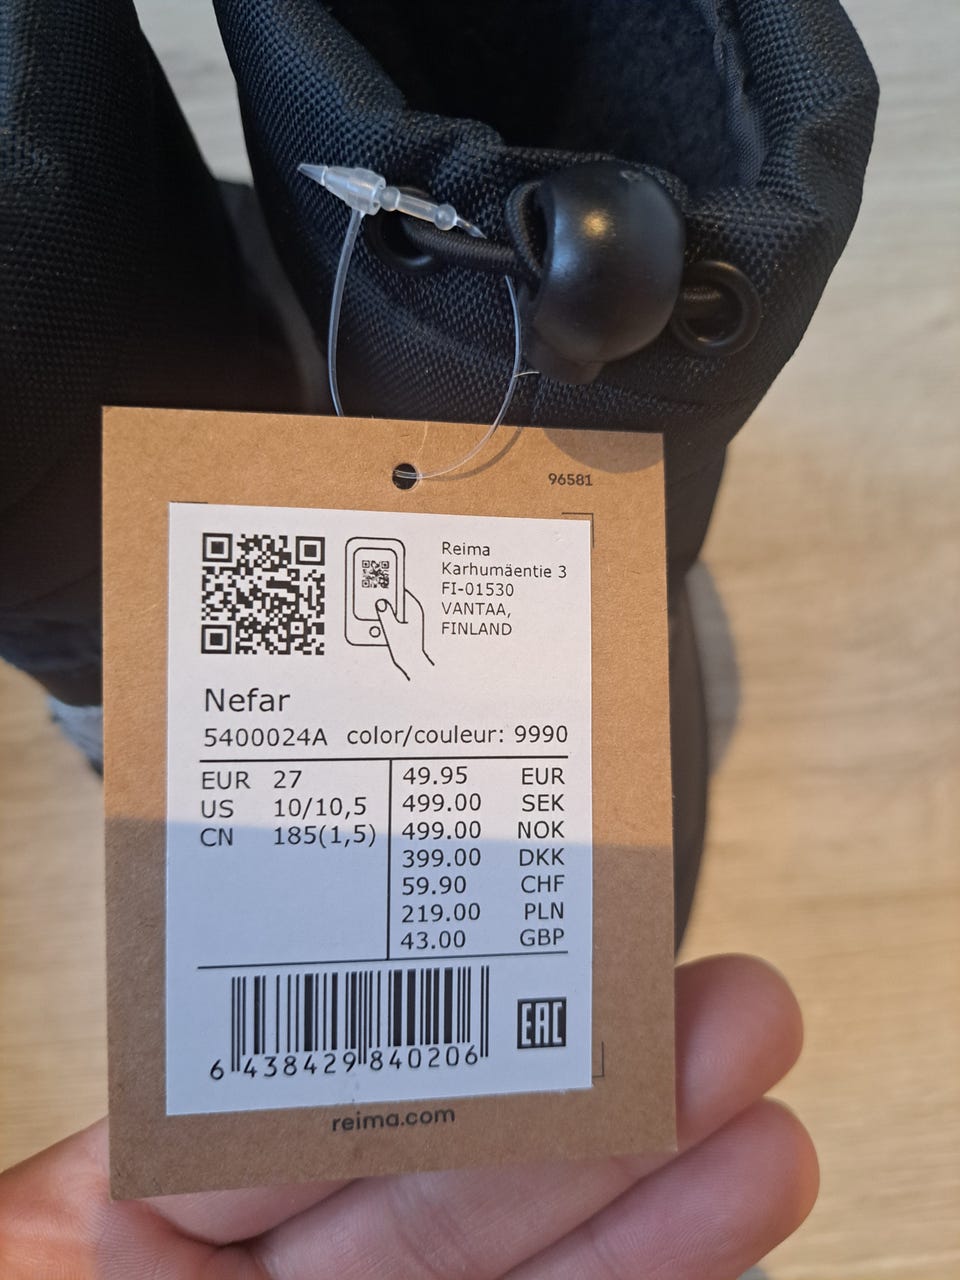 96581
Reima
Karhumäentie 3
FI-01530
VANTAA,
FINLAND
Nefar
5400024A color/couleur: 9990
EUR 27
US 10/10,5
CN 185(1,5)
49.95 EUR
499.00 SEK
499.00 NOK
399.00 DKK
59.90 CHF
219.00 PLN
43.00 GBP
6 438429 840206
EAC
reima.com